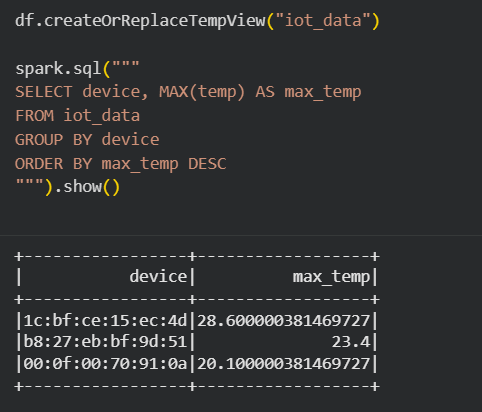 df.createOrReplaceTempView("iot_data")
spark.sql("""
SELECT device, MAX(temp) AS max_temp
FROM iot_data
GROUP BY device
ORDER BY max_temp DESC
""").show()
+-----------------+------------------+
|           device|          max_temp|
+-----------------+------------------+
|1c:bf:ce:15:ec:4d|28.600000381469727|
|b8:27:eb:bf:9d:51|              23.4|
|00:0f:00:70:91:0a|20.100000381469727|
+-----------------+------------------+